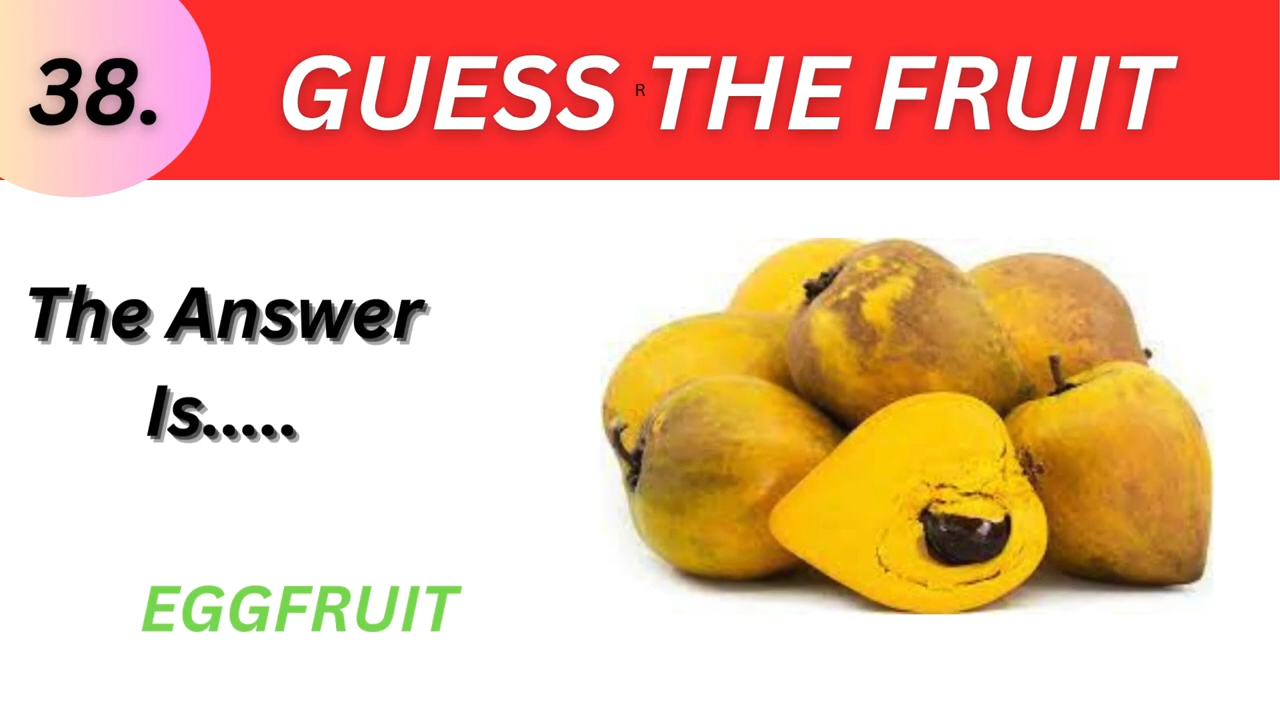 38.
GUESS THE FRUIT
R
The Answer
Is.....
EGGFRUIT